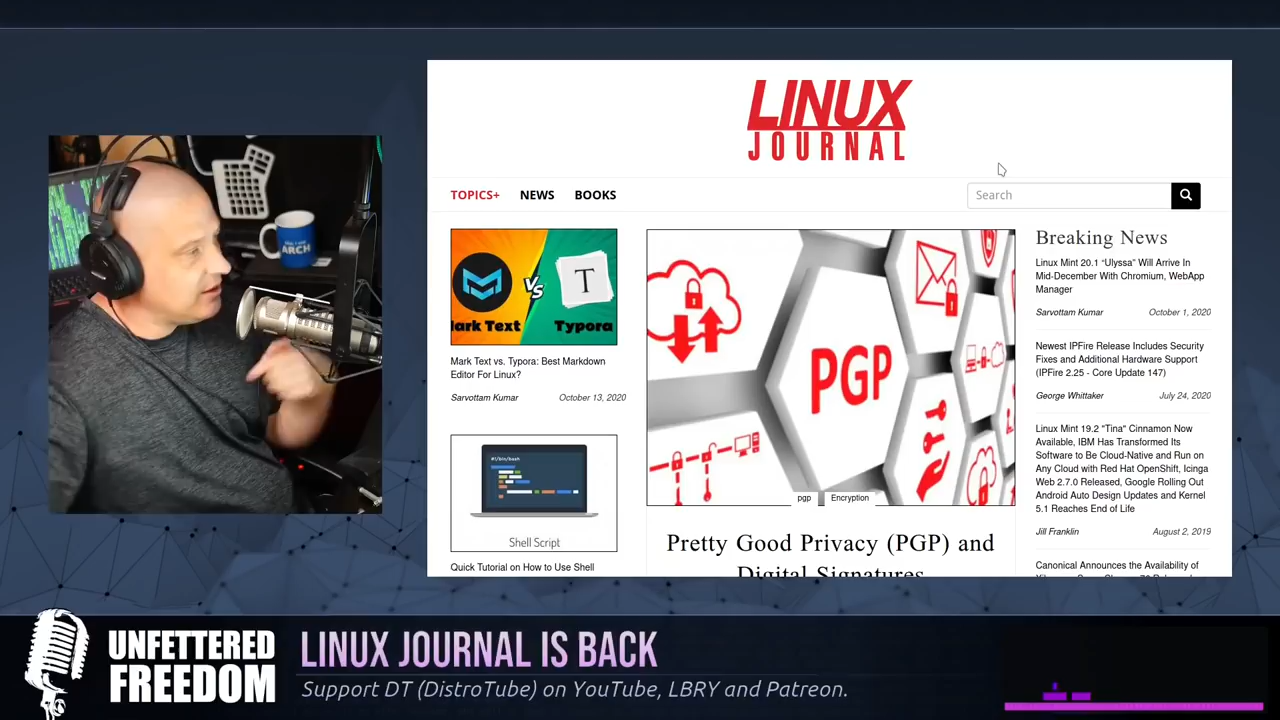 LINUX
JOURNAL
TOPICS+ NEWS BOOKS
Search
ARCH
Mark Text
VS
T
Typora
Mark Text vs. Typora: Best Markdown
Editor For Linux?
Sarvottam Kumar October 13, 2020
#!/bin/bash
Shell Script
Quick Tutorial on How to Use Shell
PGP
pgp Encryption
Pretty Good Privacy (PGP) and
Digital Signatures
Breaking News
Linux Mint 20.1 “Ulyssa” Will Arrive In
Mid-December With Chromium, WebApp
Manager
Sarvottam Kumar October 1, 2020
Newest IPFire Release Includes Security
Fixes and Additional Hardware Support
(IPFire 2.25 - Core Update 147)
George Whittaker July 24, 2020
Linux Mint 19.2 "Tina" Cinnamon Now
Available, IBM Has Transformed Its
Software to Be Cloud-Native and Run on
Any Cloud with Red Hat OpenShift, Icinga
Web 2.7.0 Released, Google Rolling Out
Android Auto Design Updates and Kernel
5.1 Reaches End of Life
Jill Franklin August 2, 2019
Canonical Announces the Availability of
UNFETTERED
FREEDOM
LINUX JOURNAL IS BACK
Support DT (DistroTube) on YouTube, LBRY and Patreon.